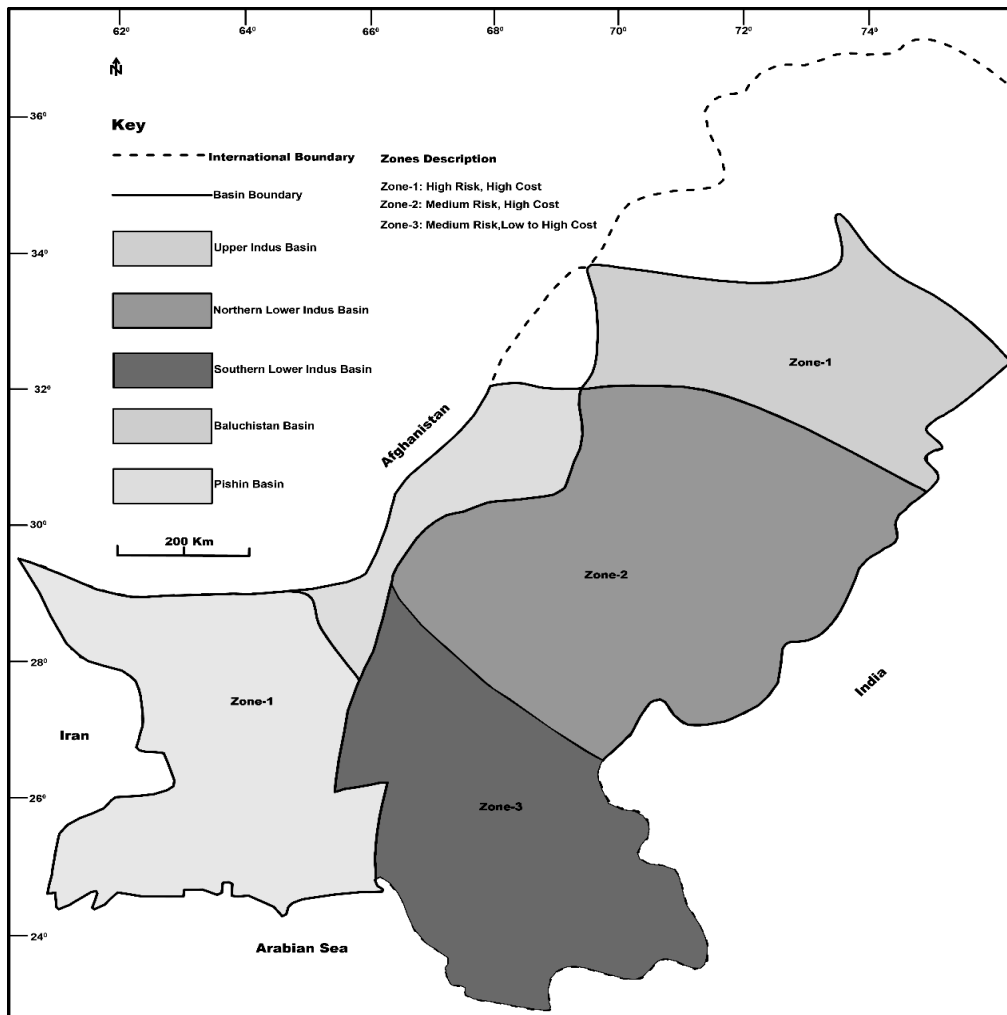 62⁰ 64⁰ 66⁰ 68⁰ 70⁰ 72⁰ 74⁰
N
36⁰
Key
International Boundary
Zones Description
Basin Boundary
Zone-1: High Risk, High Cost
Zone-2: Medium Risk, High Cost
Zone-3: Medium Risk,Low to High Cost
Upper Indus Basin
34⁰
Northern Lower Indus Basin
Southern Lower Indus Basin
Zone-1
32⁰
Baluchistan Basin
Afghanistan
Pishin Basin
30⁰
200 Km
Zone-2
28⁰
India
Zone-1
Iran
26⁰
Zone-3
24⁰
Arabian Sea